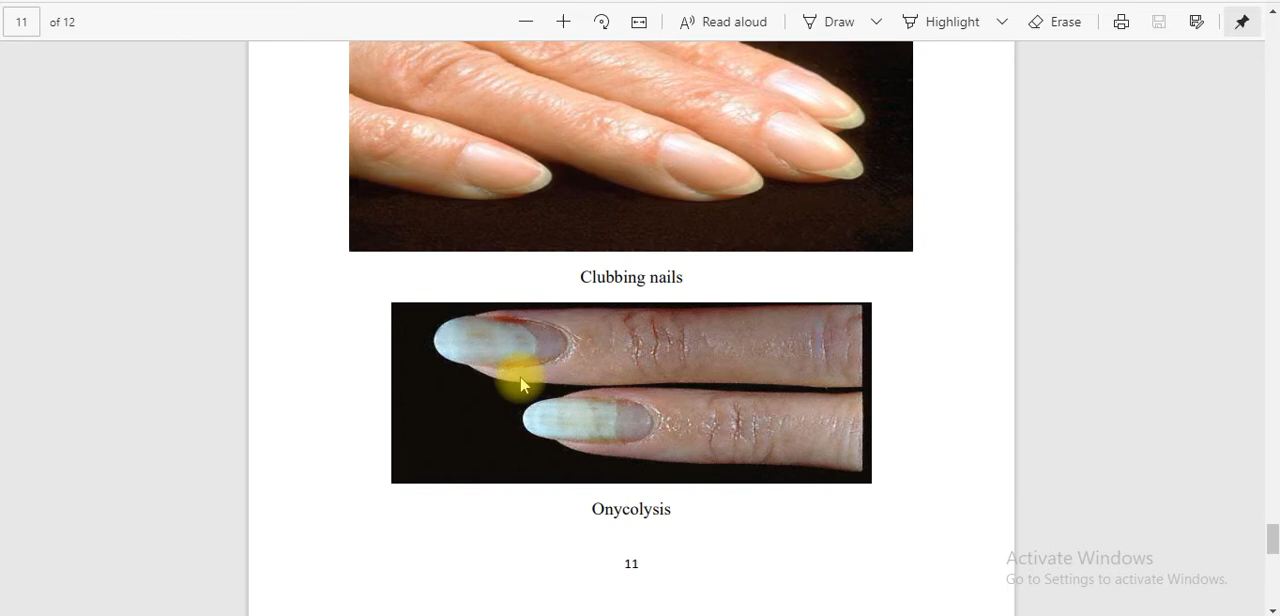 11 of 12 Read aloud Draw Highlight Erase
Clubbing nails
Onycolysis
11
Activate Windows
Go to Settings to activate Windows.